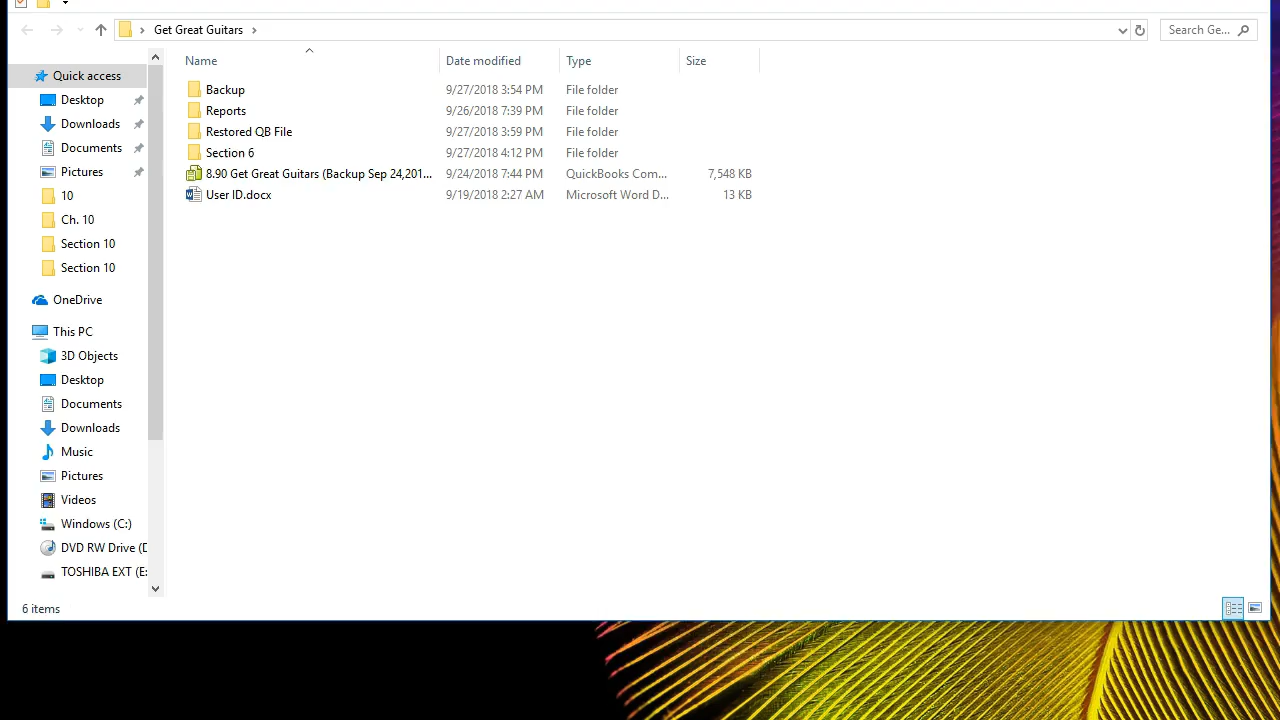 Get Great Guitars
Search Ge...
Name Date modified Type Size
Quick access
Desktop
Downloads
Documents
Pictures
10
Ch. 10
Section 10
Section 10
OneDrive
This PC
3D Objects
Desktop
Documents
Downloads
Music
Pictures
Videos
Windows (C:)
DVD RW Drive (D
TOSHIBA EXT (E:
Backup 9/27/2018 3:54 PM File folder
Reports 9/26/2018 7:39 PM File folder
Restored QB File 9/27/2018 3:59 PM File folder
Section 6 9/27/2018 4:12 PM File folder
8.90 Get Great Guitars (Backup Sep 24,201... 9/24/2018 7:44 PM QuickBooks Com... 7,548 KB
User ID.docx 9/19/2018 2:27 AM Microsoft Word D... 13 KB
6 items